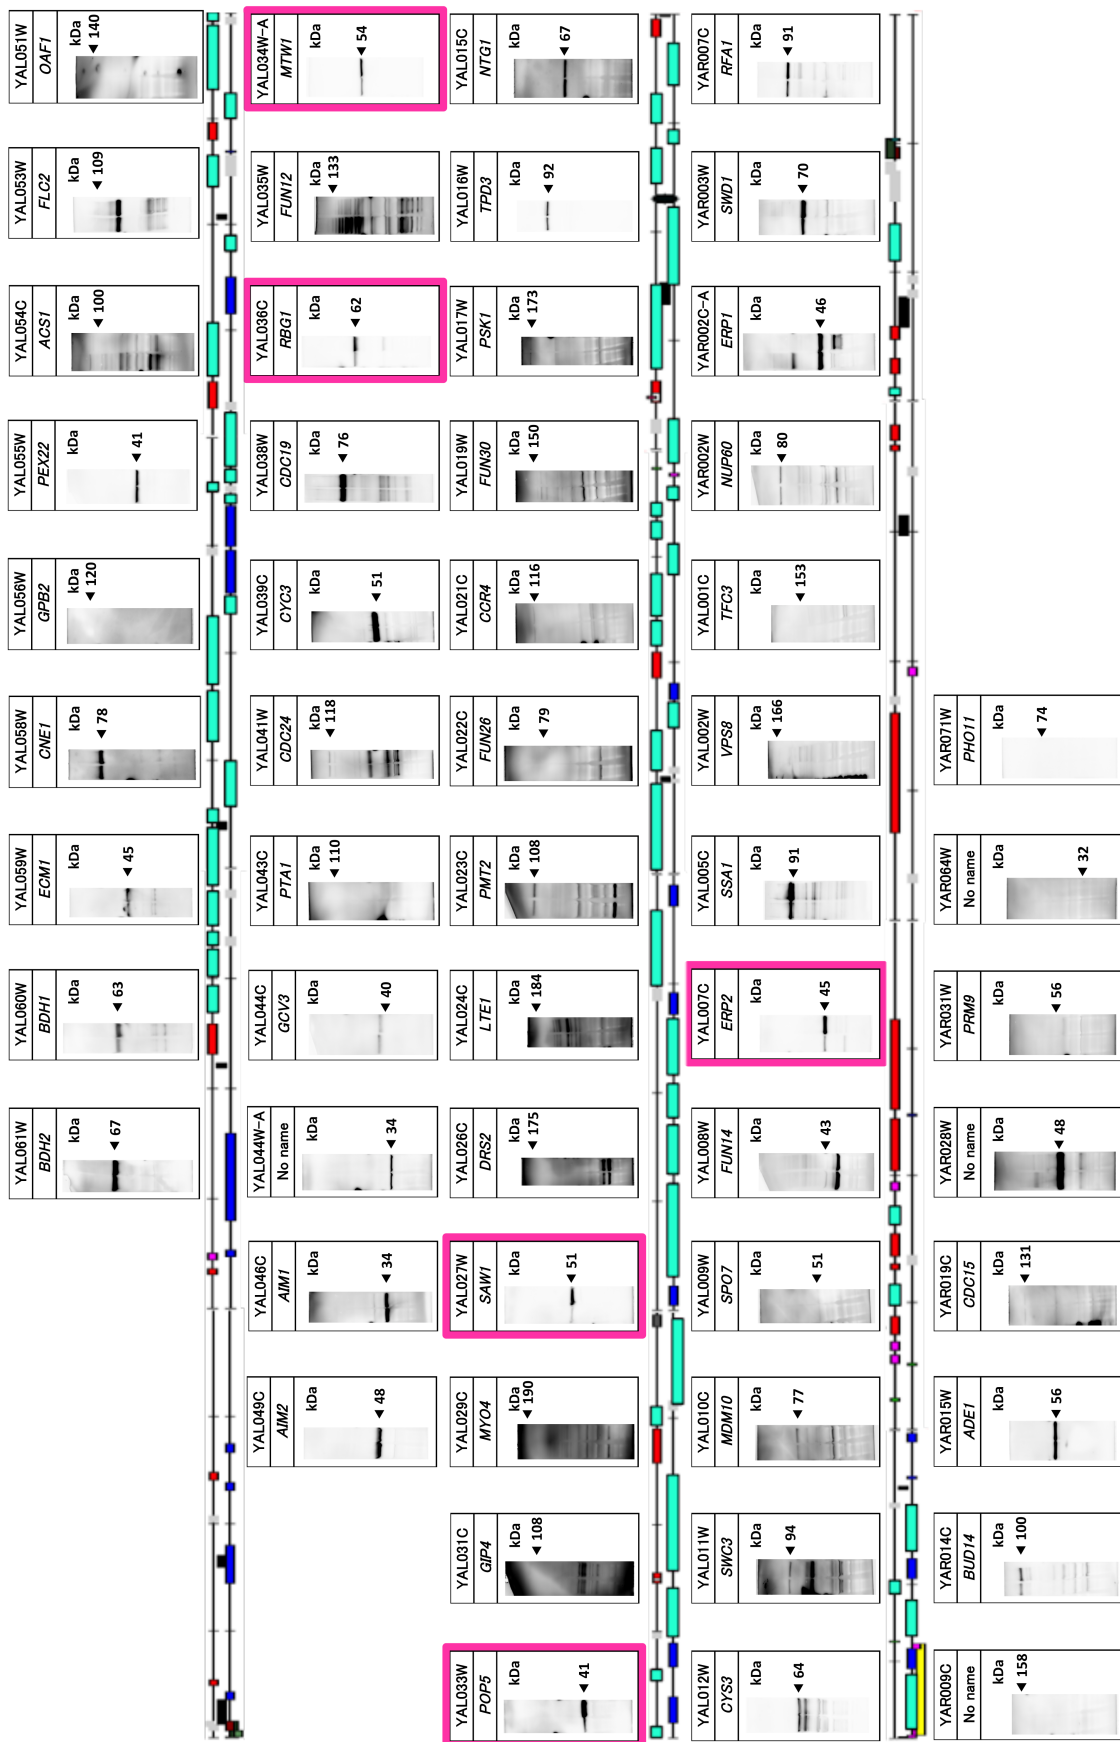 YAL061W
BDH2
kDa
67
YAL060W
BDH1
kDa
63
YAL059W
ECM1
kDa
45
YAL058W
CNE1
kDa
78
YAL056W
GPB2
kDa
120
YAL055W
PEX22
kDa
41
YAL054C
ACS1
kDa
100
YAL053W
FLC2
kDa
109
YAL051W
OAF1
kDa
140
YAL049C
AIM2
kDa
48
YAL046C
AIM1
kDa
34
YAL044W-A
No name
kDa
34
YAL044C
GCV3
kDa
40
YAL043C
PTA1
kDa
110
YAL041W
CDC24
kDa
118
YAL039C
CYC3
kDa
51
YAL038W
CDC19
kDa
76
YAL036C
RBG1
kDa
62
YAL035W
FUN12
kDa
133
YAL034W-A
MTW1
kDa
54
YAL033W
POP5
kDa
41
YAL031C
GIP4
kDa
108
YAL029C
MYO4
kDa
190
YAL027W
SAW1
kDa
51
YAL026C
DRS2
kDa
175
YAL024C
LTE1
kDa
184
YAL023C
PMT2
kDa
108
YAL022C
FUN26
kDa
79
YAL021C
CCR4
kDa
116
YAL019W
FUN30
kDa
150
YAL017W
PSK1
kDa
173
YAL016W
TPD3
kDa
92
YAL015C
NTG1
kDa
67
YAL012W
CYS3
kDa
64
YAL011W
SWC3
kDa
94
YAL010C
MDM10
kDa
77
YAL009W
SPO7
kDa
51
YAL008W
FUN14
kDa
43
YAL007C
ERP2
kDa
45
YAL005C
SSA1
kDa
91
YAL002W
VPS8
kDa
166
YAL001C
TFC3
kDa
153
YAR002W
NUP60
kDa
80
YAR002C-A
ERP1
kDa
46
YAR003W
SWD1
kDa
70
YAR007C
RFA1
kDa
91
YAR009C
No name
kDa
158
YAR014C
BUD14
kDa
100
YAR015W
ADE1
kDa
56
YAR019C
CDC15
kDa
131
YAR028W
No name
kDa
48
YAR031W
PRM9
kDa
56
YAR064W
No name
kDa
32
YAR071W
PHO11
kDa
74